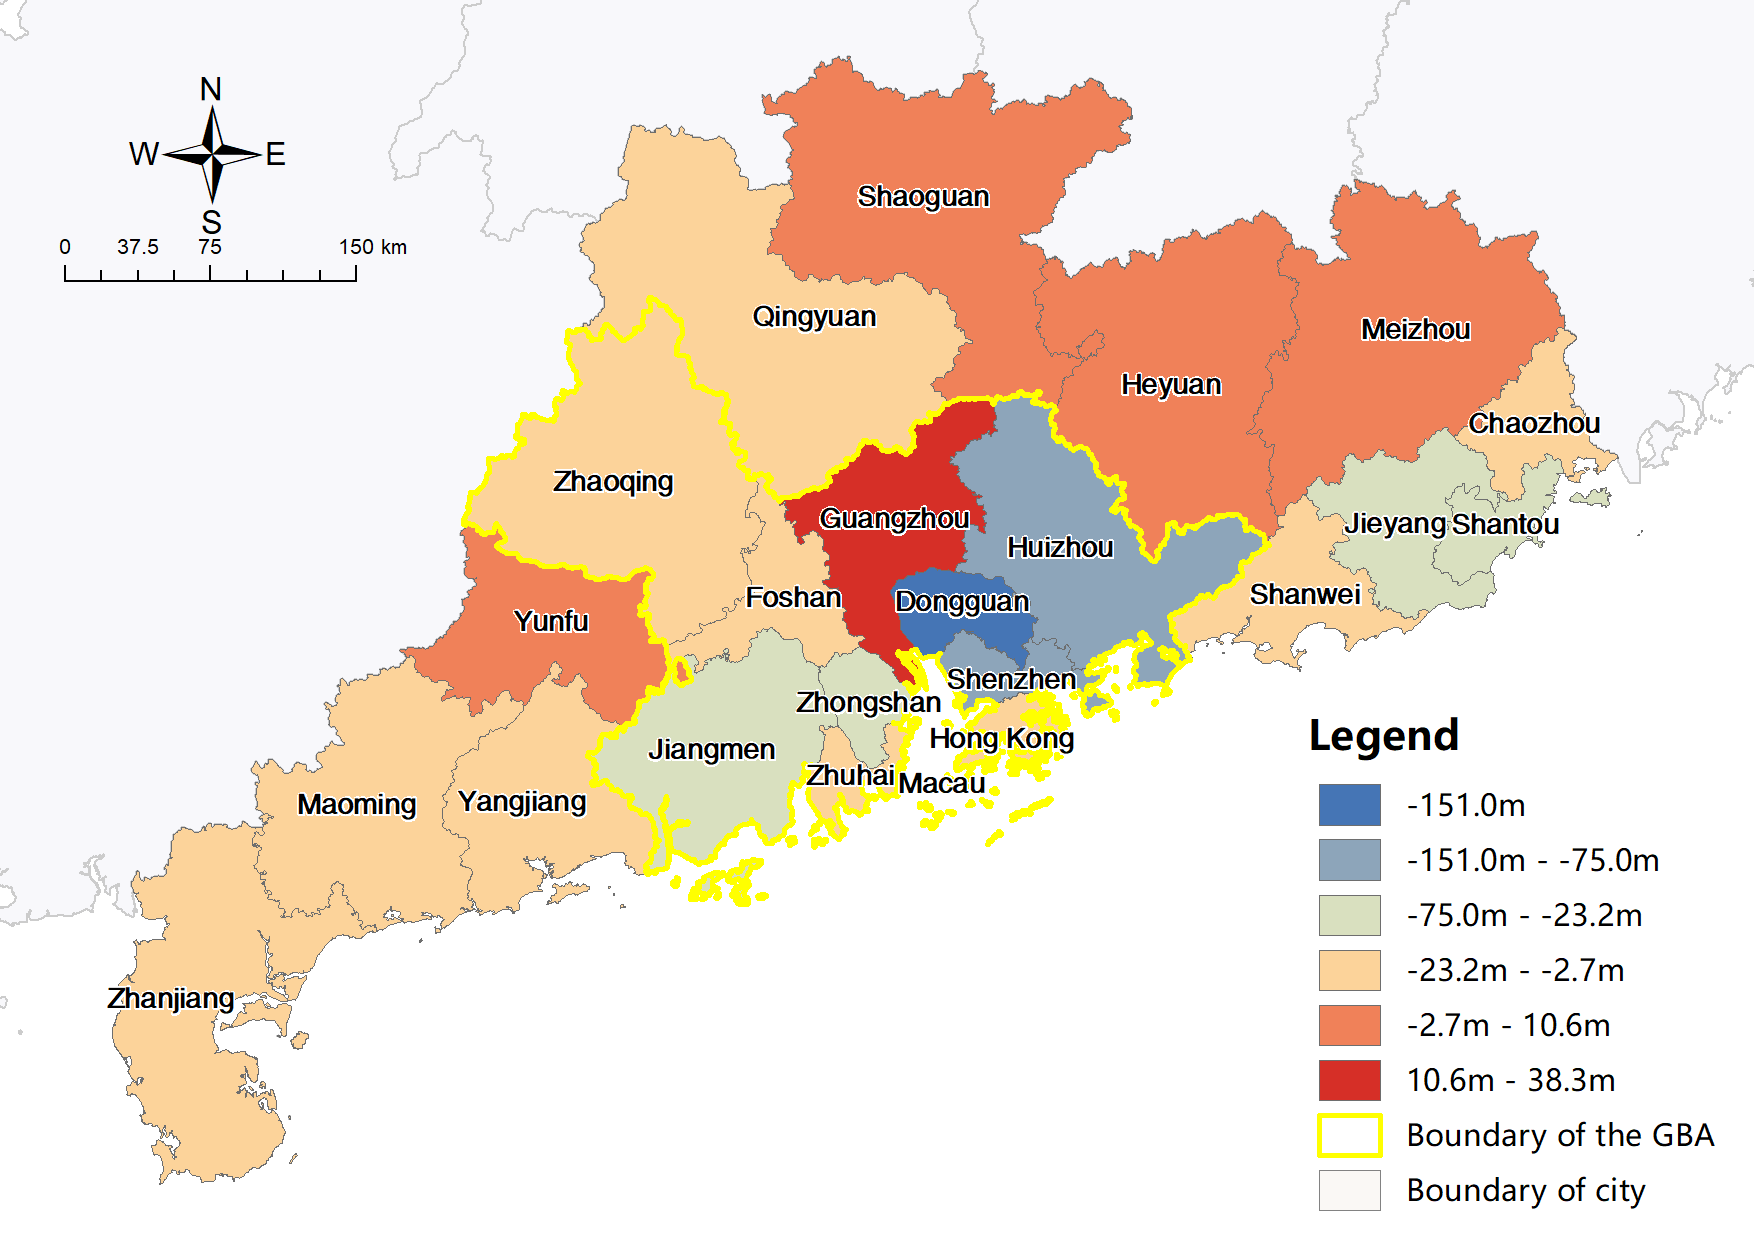 N
W
E
S
0 37.5 75 150 km
Shaoguan
Qingyuan
Meizhou
Heyuan
Chaozhou
Zhaoqing
Guangzhou
Jieyang
Shantou
Huizhou
Foshan
Dongguan
Shanwei
Yunfu
Shenzhen
Zhongshan
Hong Kong
Jiangmen
Zhuhai
Macau
Maoming
Yangjiang
Zhanjiang
Legend
-151.0m
-151.0m - -75.0m
-75.0m - -23.2m
-23.2m - -2.7m
-2.7m - 10.6m
10.6m - 38.3m
Boundary of the GBA
Boundary of city